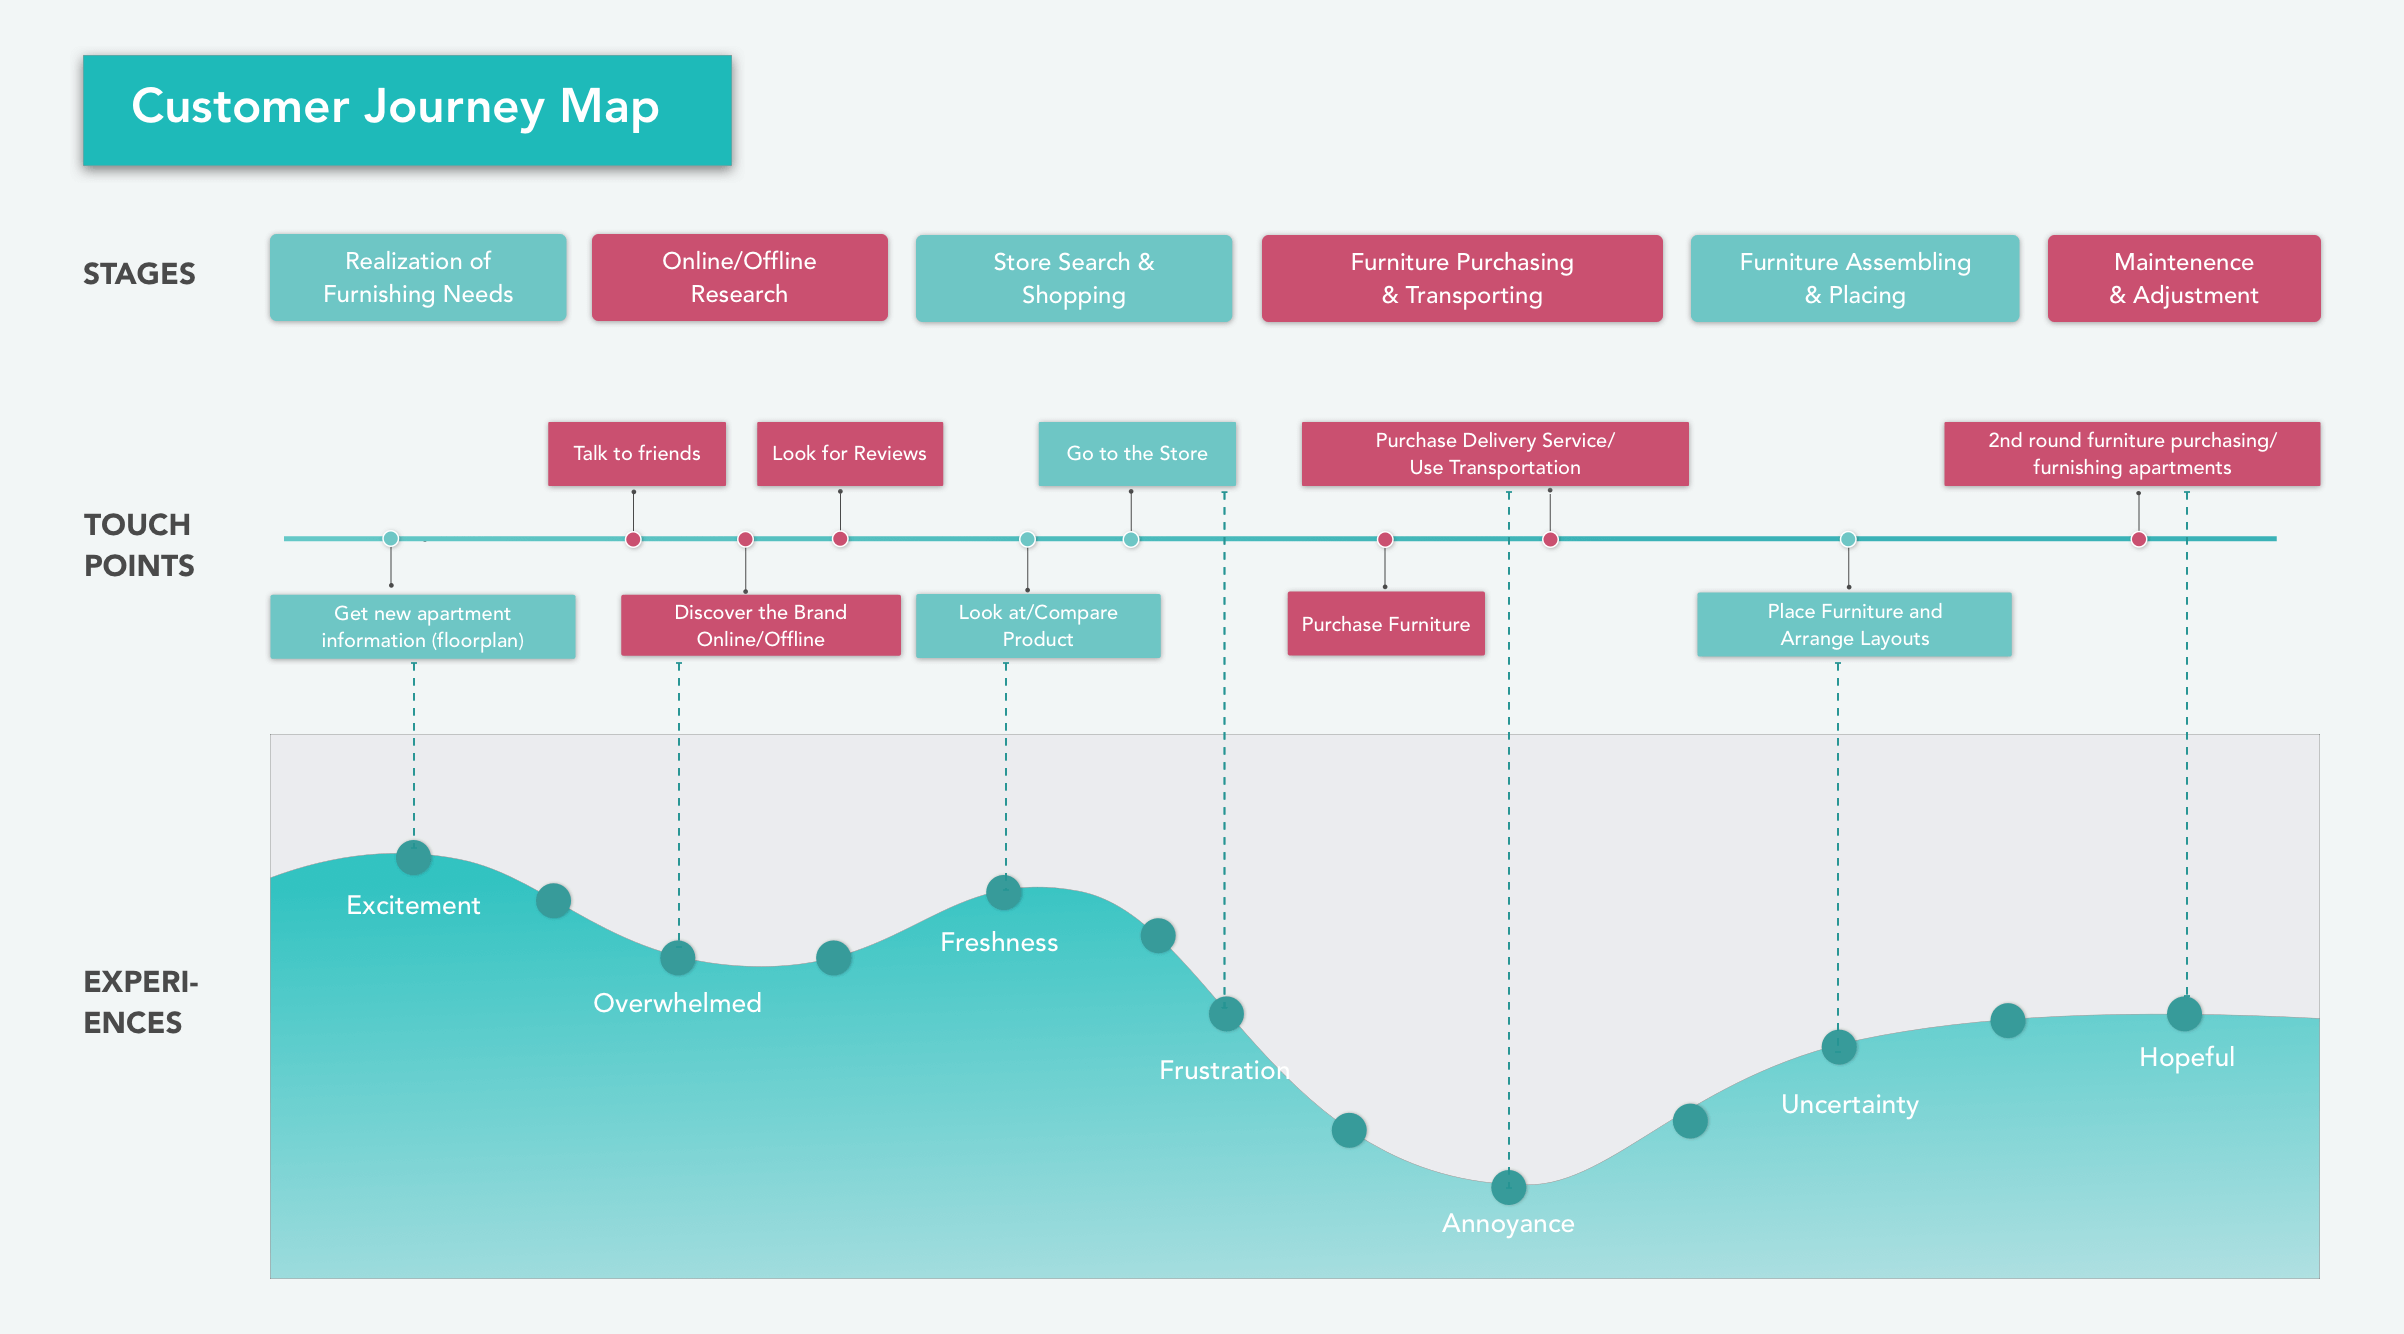 Customer Journey Map
STAGES
Realization of
Furnishing Needs
Online/Offline
Research
Store Search &
Shopping
Furniture Purchasing
& Transporting
Furniture Assembling
& Placing
Maintenence
& Adjustment
TOUCH
POINTS
Talk to friends
Look for Reviews
Go to the Store
Purchase Delivery Service/
Use Transportation
2nd round furniture purchasing/
furnishing apartments
Get new apartment
information (floorplan)
Discover the Brand
Online/Offline
Look at/Compare
Product
Purchase Furniture
Place Furniture and
Arrange Layouts
EXPERI-
ENCES
Excitement
Overwhelmed
Freshness
Frustration
Annoyance
Uncertainty
Hopeful